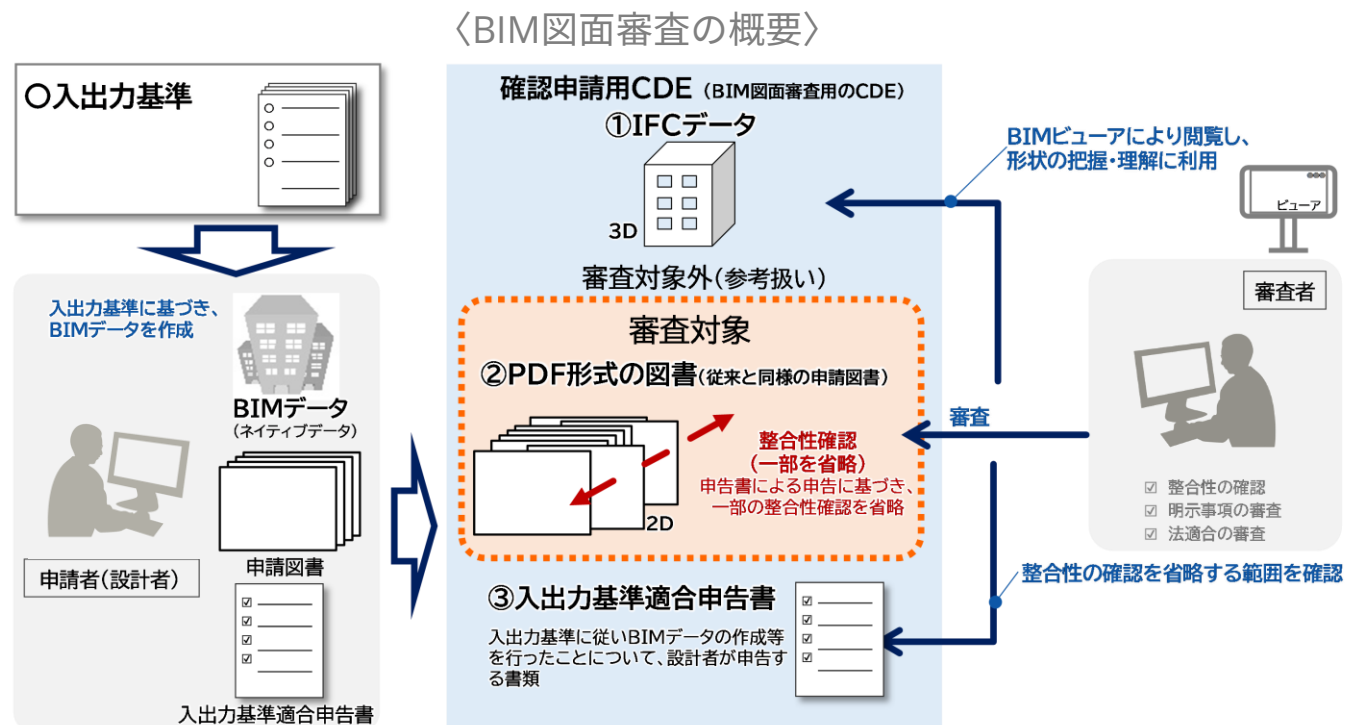 〈BIM図面審査の概要〉
〇入出力基準
入出力基準に基づき、
BIMデータを作成
BIMデータ
(ネイティブデータ)
申請者(設計者)
申請図書
入出力基準適合申告書
確認申請用CDE (BIM図面審査用のCDE)
①IFCデータ
3D
審査対象外(参考扱い)
審査対象
②PDF形式の図書(従来と同様の申請図書)
整合性確認
(一部を省略)
申告書による申告に基づき、
一部の整合性確認を省略
2D
③入出力基準適合申告書
入出力基準に従いBIMデータの作成等
を行ったことについて、設計者が申告す
る書類
BIMビューアにより閲覧し、
形状の把握・理解に利用
ビューア
審査者
審査
☑ 整合性の確認
☑ 明示事項の審査
☑ 法適合の審査
整合性の確認を省略する範囲を確認